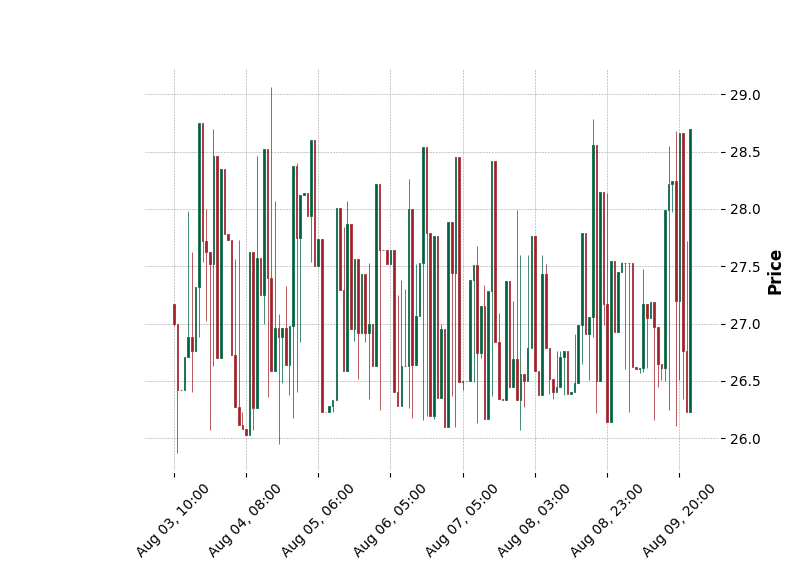 29.0
28.5
28.0
27.5
27.0
26.5
26.0
Price
Aug 03, 10:00
Aug 04, 08:00
Aug 05, 06:00
Aug 06, 05:00
Aug 07, 05:00
Aug 08, 03:00
Aug 08, 23:00
Aug 09, 20:00